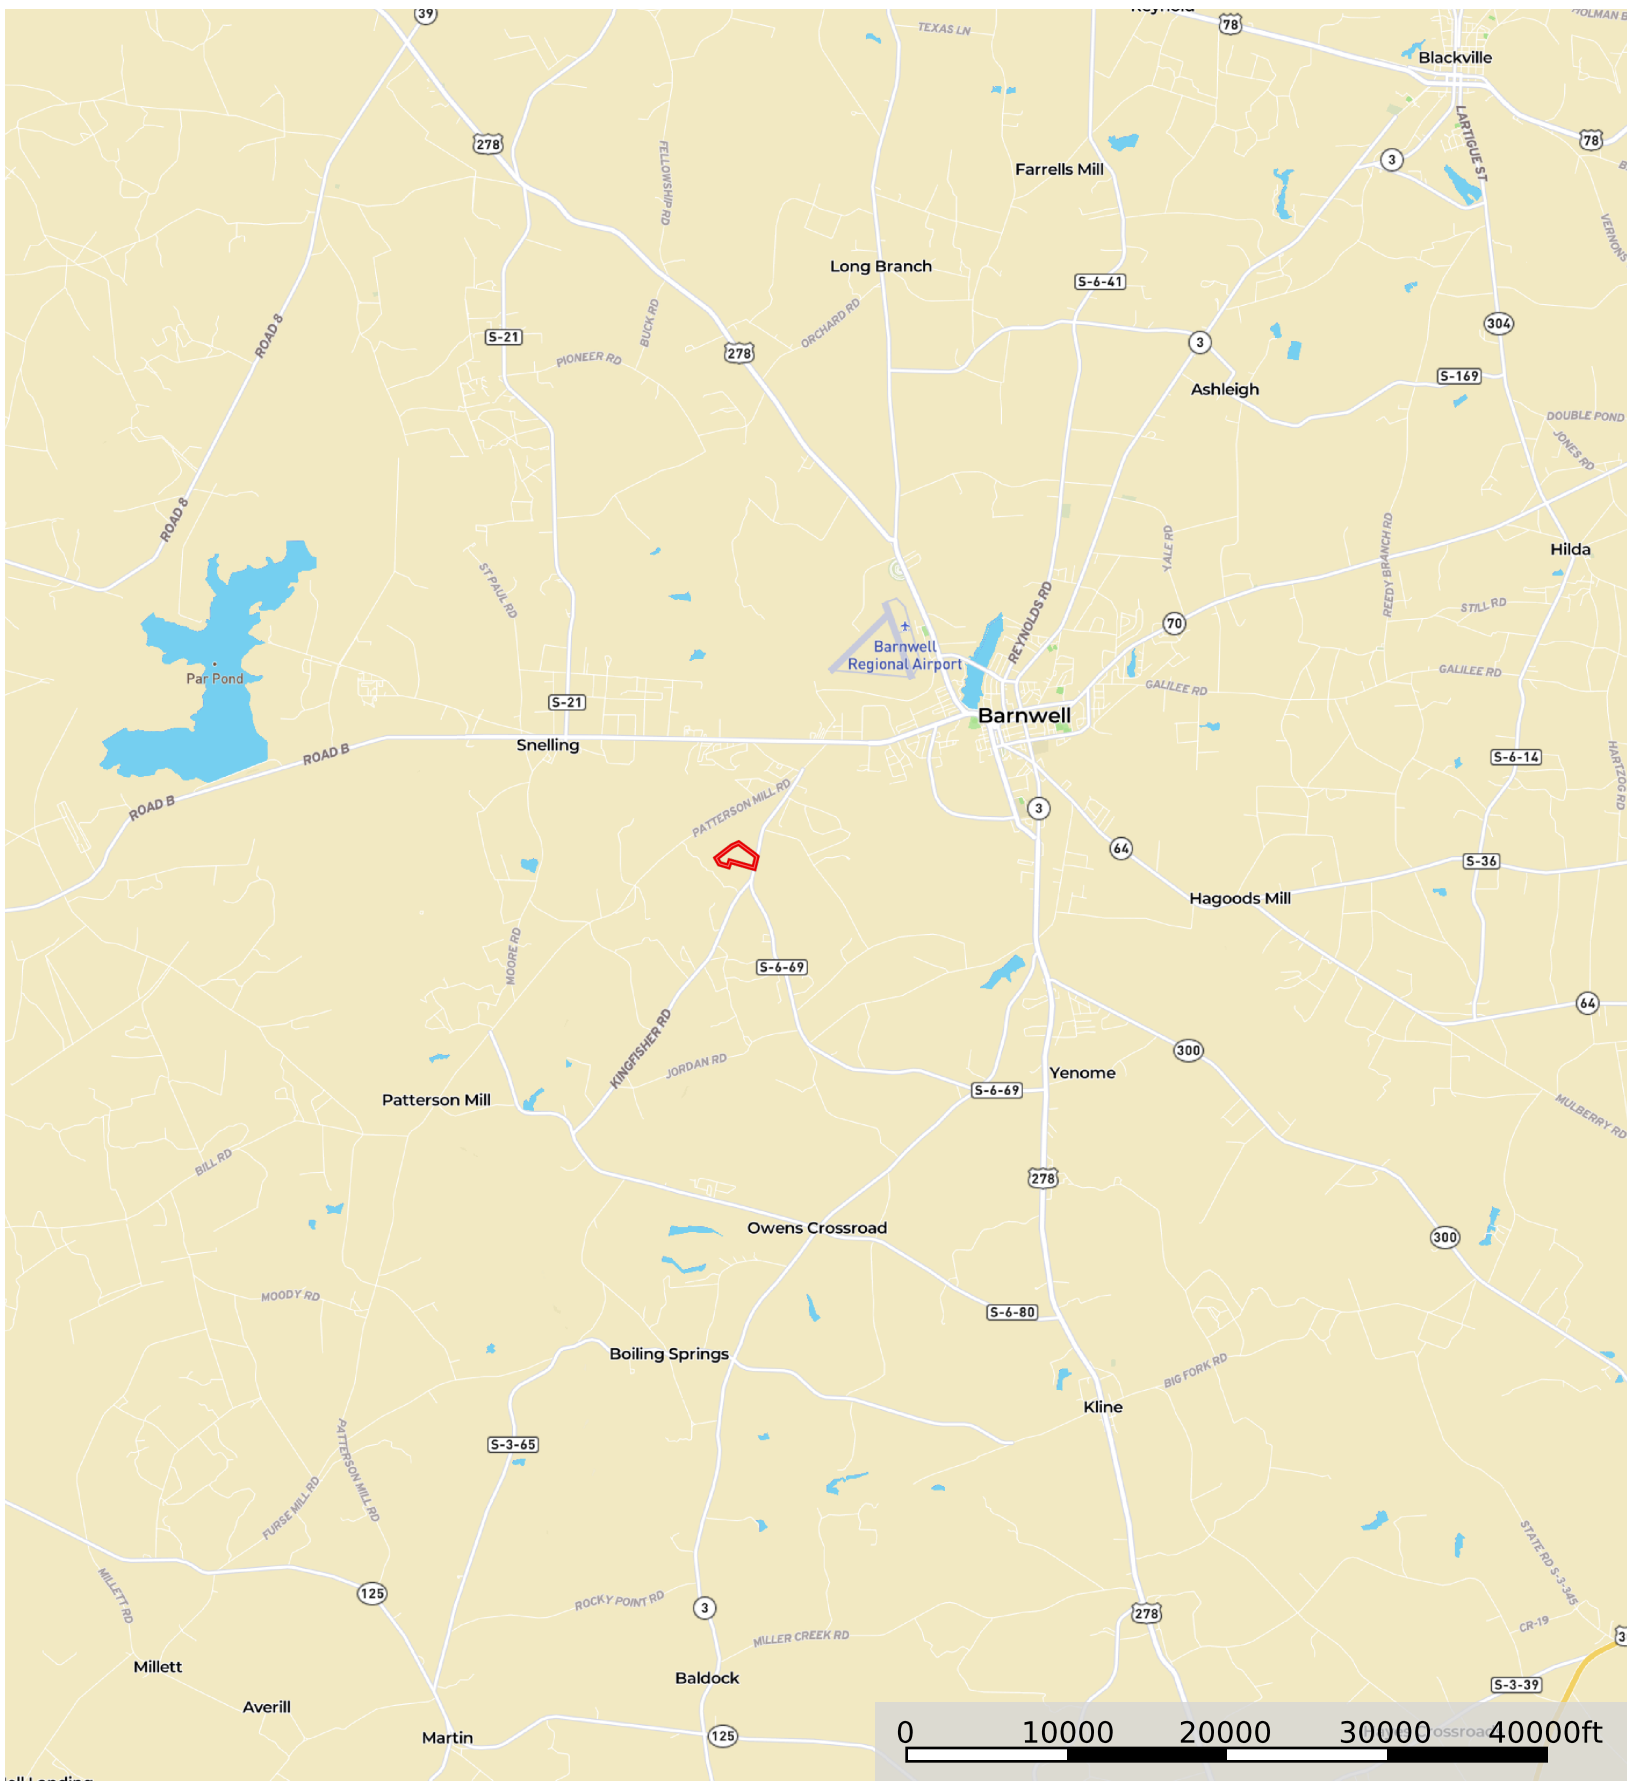 39
TEXAS LN
78
Blackville
278
FELLOWSHIP RD
Farrells Mill
LARTIGUE ST
3
78
VERNONS
Long Branch
S-6-41
ROAD 8
S-21
BUCK RD
PIONEER RD
ORCHARD RD
278
3
304
Ashleigh
S-169
DOUBLE POND
JONES RD
ROAD 8
ST PAUL RD
YALE RD
REEDY BRANCH RD
Hilda
STILL RD
REYNOLDS RD
70
Barnwell
Regional Airport
Par Pond
GALILEE RD
GALILEE RD
S-21
Barnwell
Snelling
ROAD B
S-6-14
HARTZOG RD
ROAD B
PATTERSON MILL RD
3
64
S-36
Hagoods Mill
MOORE RD
S-6-69
64
KINGFISHER RD
JORDAN RD
300
Yenome
S-6-69
Patterson Mill
MULBERRY RD
BILL RD
278
Owens Crossroad
300
MOODY RD
S-6-80
Boiling Springs
BIG FORK RD
Kline
PATTERSON MILL RD
S-3-65
FURSE MILL RD
STATE RD S-3-345
MILLETT RD
125
ROCKY POINT RD
3
278
CR-19
MILLER CREEK RD
Millett
Baldock
S-3-39
Averill
Martin
125
0 10000 20000 30000 40000ft